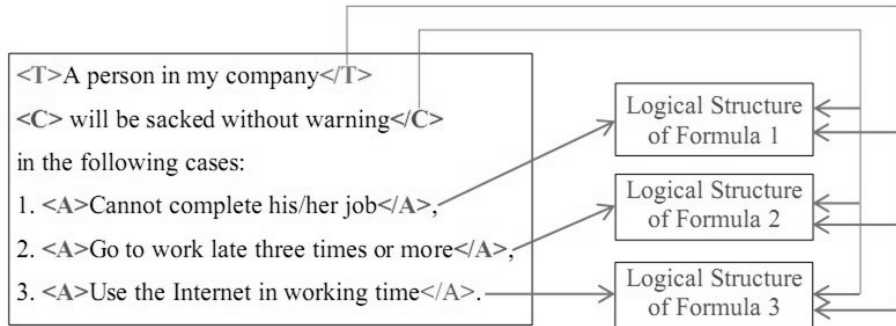 <T>A person in my company</T>
<C> will be sacked without warning</C>
in the following cases:
1. <A>Cannot complete his/her job</A>,
2. <A>Go to work late three times or more</A>,
3. <A>Use the Internet in working time</A>.
Logical Structure
of Formula 1
Logical Structure
of Formula 2
Logical Structure
of Formula 3